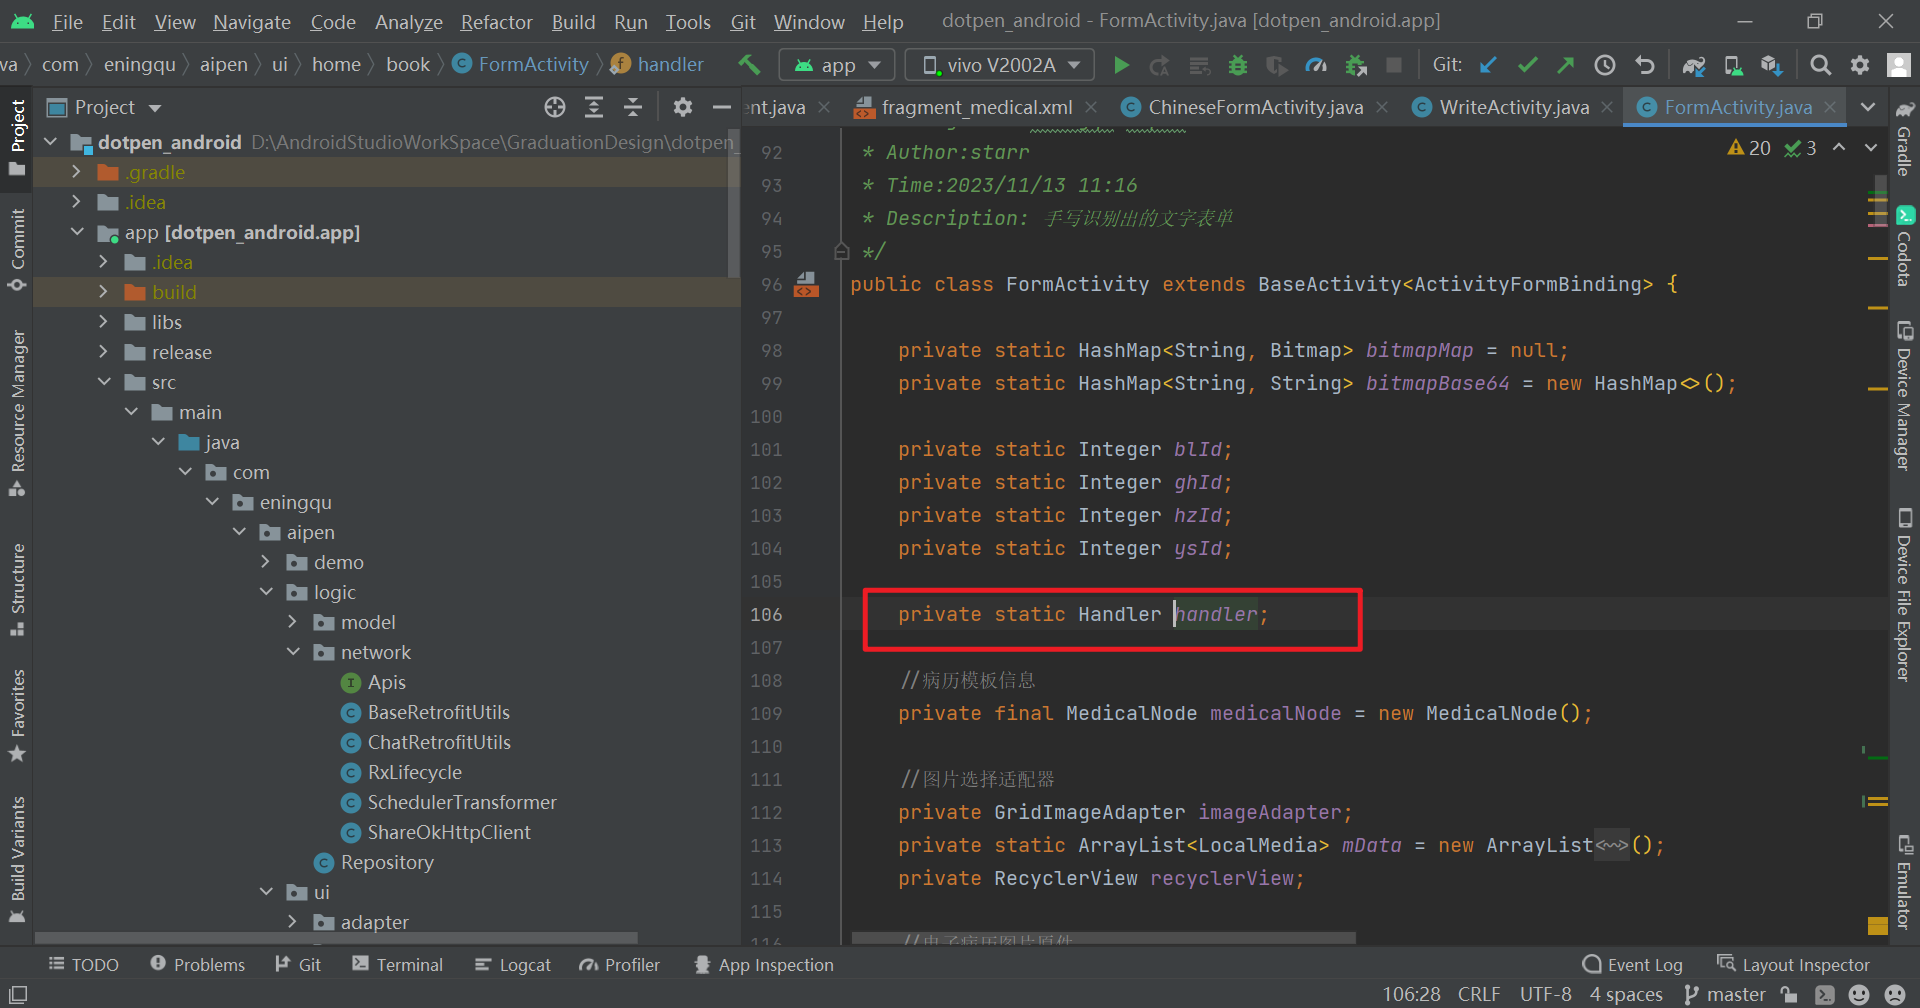 File Edit View Navigate Code Analyze Refactor Build Run Tools Git Window Help dotpen_android - FormActivity.java [dotpen_android.app]
va com eningqu aipen ui home book FormActivity handler app vivo V2002A Git:
Project
ent.java fragment_medical.xml ChineseFormActivity.java WriteActivity.java FormActivity.java
dotpen_android D:\AndroidStudioWorkSpace\GraduationDesign\dotpen_
.gradle
.idea
app [dotpen_android.app]
.idea
build
libs
release
src
main
java
com
eningqu
aipen
demo
logic
model
network
Apis
BaseRetrofitUtils
ChatRetrofitUtils
RxLifecycle
SchedulerTransformer
ShareOkHttpClient
Repository
ui
adapter
20 3
92 * Author:starr
93 * Time:2023/11/13 11:16
94 * Description: 手写识别出的文字表单
95 */
96 public class FormActivity extends BaseActivity<ActivityFormBinding> {
97
98 private static HashMap<String, Bitmap> bitmapMap = null;
99 private static HashMap<String, String> bitmapBase64 = new HashMap<>();
100
101 private static Integer blId;
102 private static Integer ghId;
103 private static Integer hzId;
104 private static Integer ysId;
105
106 private static Handler handler;
107
108 //病历模板信息
109 private final MedicalNode medicalNode = new MedicalNode();
110
111 //图片选择适配器
112 private GridImageAdapter imageAdapter;
113 private static ArrayList<LocalMedia> mData = new ArrayList<~>();
114 private RecyclerView recyclerView;
115
116 //电子病历图片原件
Project
Commit
Resource Manager
Structure
Favorites
Build Variants
Gradle
Codota
Device Manager
Device File Explorer
Emulator
TODO Problems Git Terminal Logcat Profiler App Inspection Event Log Layout Inspector
106:28 CRLF UTF-8 4 spaces master